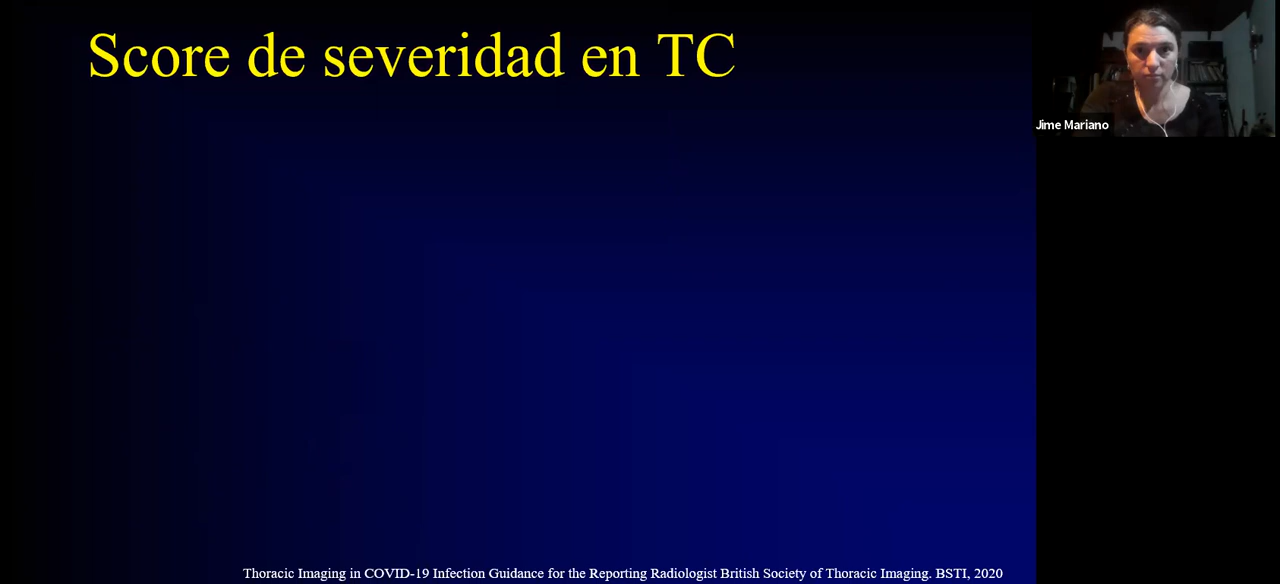 Score de severidad en TC
Jime Mariano
Thoracic Imaging in COVID-19 Infection Guidance for the Reporting Radiologist British Society of Thoracic Imaging. BSTI, 2020